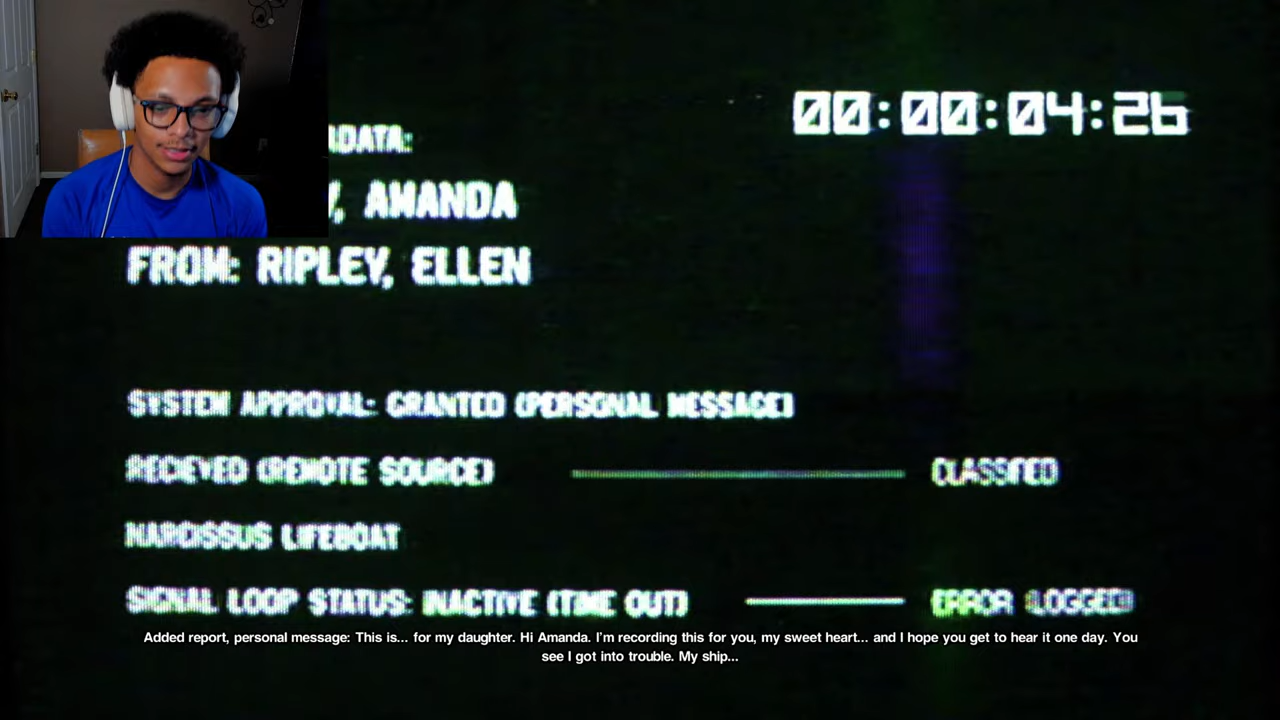 00:00:04:26
ADATA:
, AMANDA
FROM: RIPLEY, ELLEN
SYSTEM APPROVAL: GRANTED (PERSONAL MESSAGE)
RECIEVED (REMOTE SOURCE) CLASSIFIED
NARCISSUS LIFEBOAT
SIGNAL LOOP STATUS: INACTIVE (TIME OUT) ERROR (LOGGED)
Added report, personal message: This is... for my daughter. Hi Amanda. I'm recording this for you, my sweet heart... and I hope you get to hear it one day. You
see I got into trouble. My ship...